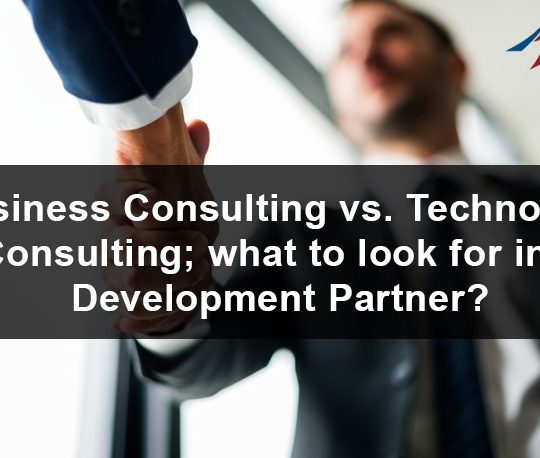 siness Consulting vs. Techno
Consulting; what to look for in
Development Partner?